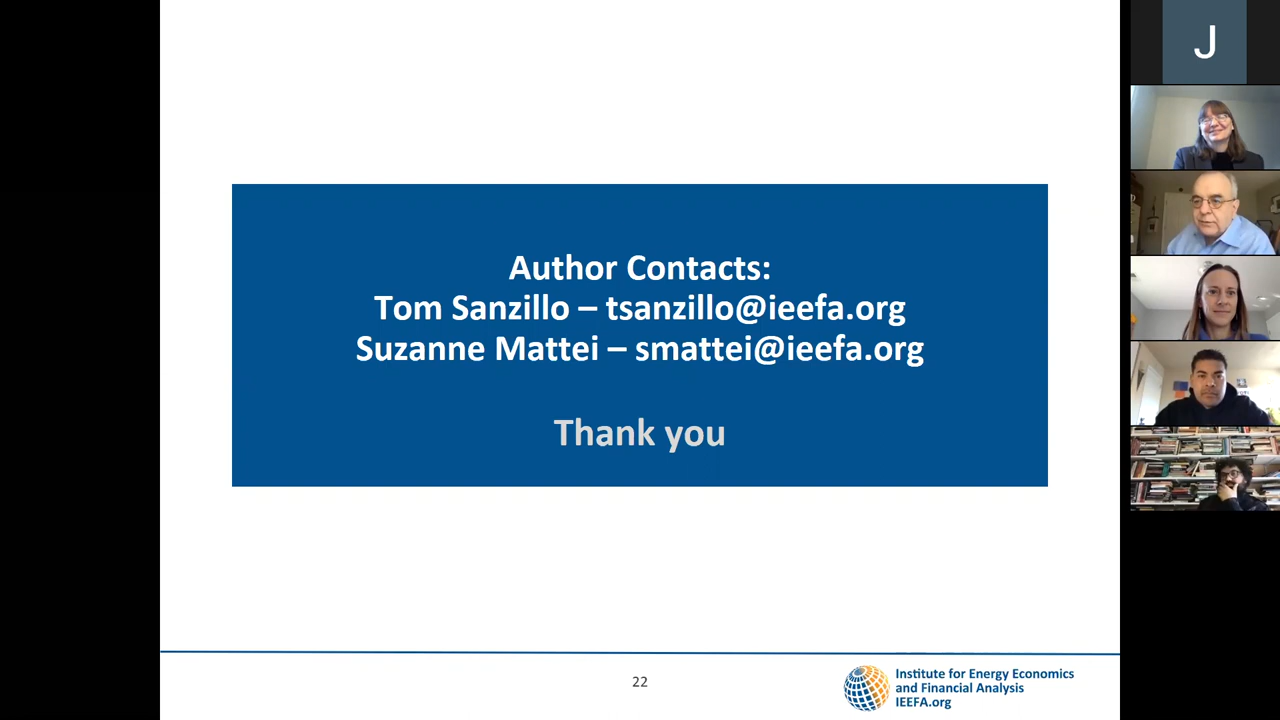 J
Author Contacts:
Tom Sanzillo – tsanzillo@ieefa.org
Suzanne Mattei – smattei@ieefa.org
Thank you
22
Institute for Energy Economics
and Financial Analysis
IEEFA.org